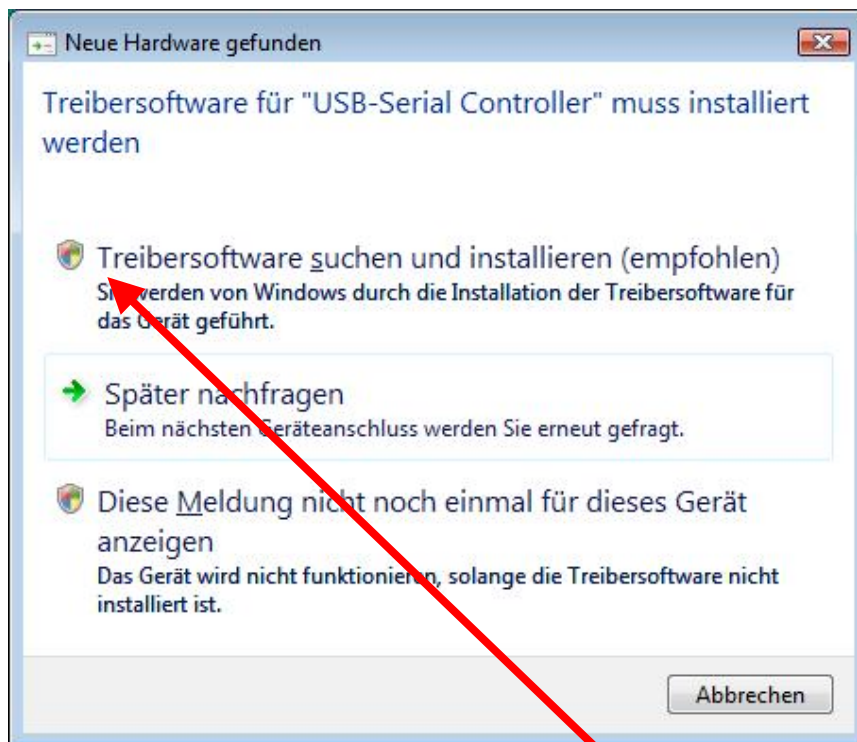 Neue Hardware gefunden
Treibersoftware für "USB-Serial Controller" muss installiert
werden
Treibersoftware suchen und installieren (empfohlen)
Sie werden von Windows durch die Installation der Treibersoftware für
das Gerät geführt.
Später nachfragen
Beim nächsten Geräteanschluss werden Sie erneut gefragt.
Diese Meldung nicht noch einmal für dieses Gerät
anzeigen
Das Gerät wird nicht funktionieren, solange die Treibersoftware nicht
installiert ist.
Abbrechen